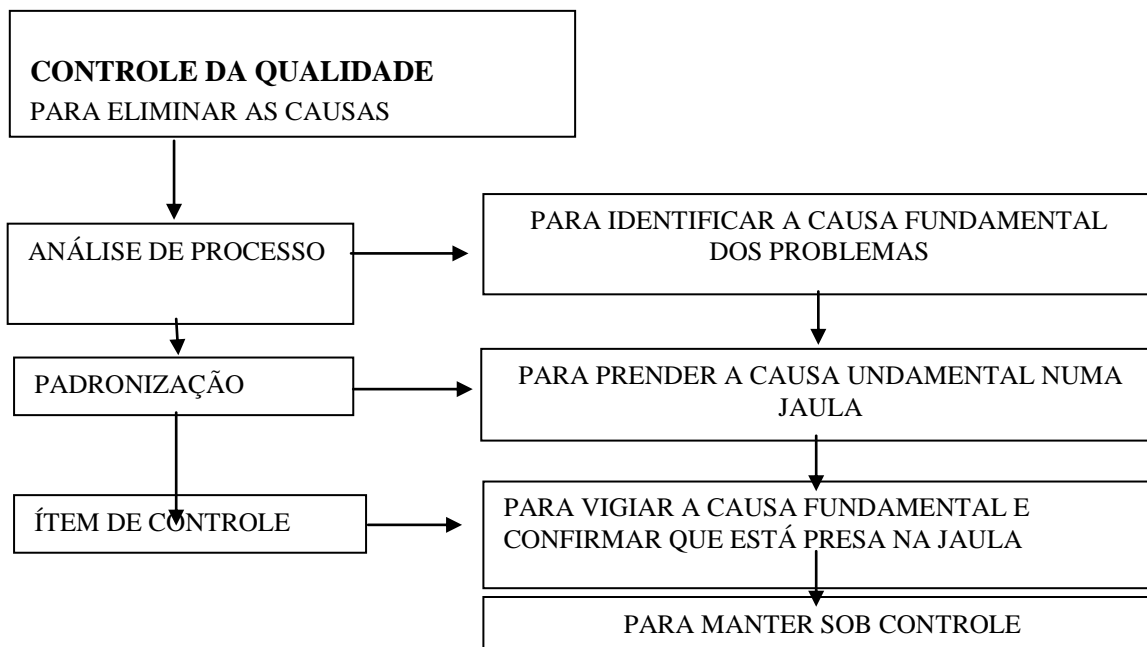 CONTROLE DA QUALIDADE
PARA ELIMINAR AS CAUSAS
ANÁLISE DE PROCESSO
PARA IDENTIFICAR A CAUSA FUNDAMENTAL
DOS PROBLEMAS
PADRONIZAÇÃO
PARA PRENDER A CAUSA UNDAMENTAL NUMA
JAULA
ÍTEM DE CONTROLE
PARA VIGIAR A CAUSA FUNDAMENTAL E
CONFIRMAR QUE ESTÁ PRESA NA JAULA
PARA MANTER SOB CONTROLE